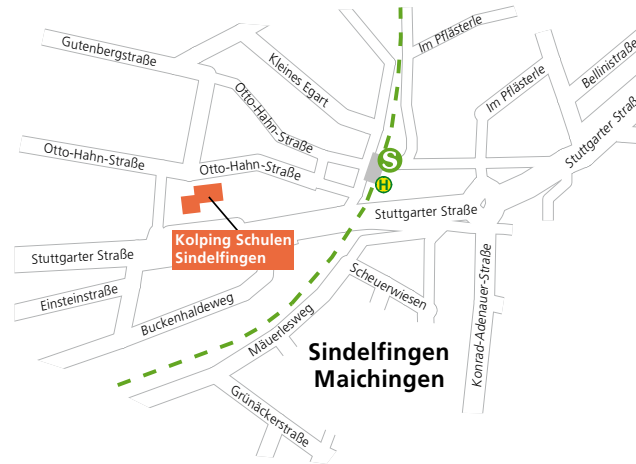 Im Pflästerle
Gutenbergstraße
Kleines Egart
Bellinistraße
Im Pflästerle
Otto-Hahn-Straße
Stuttgarter Straße
Otto-Hahn-Straße
Otto-Hahn-Straße
S
H
Stuttgarter Straße
Kolping Schulen
Sindelfingen
Stuttgarter Straße
Scheuerwiesen
Einsteinstraße
Buckenhaldeweg
Mäuerlesweg
Konrad-Adenauer-Straße
Sindelfingen
Maichingen
Grünäckerstraße